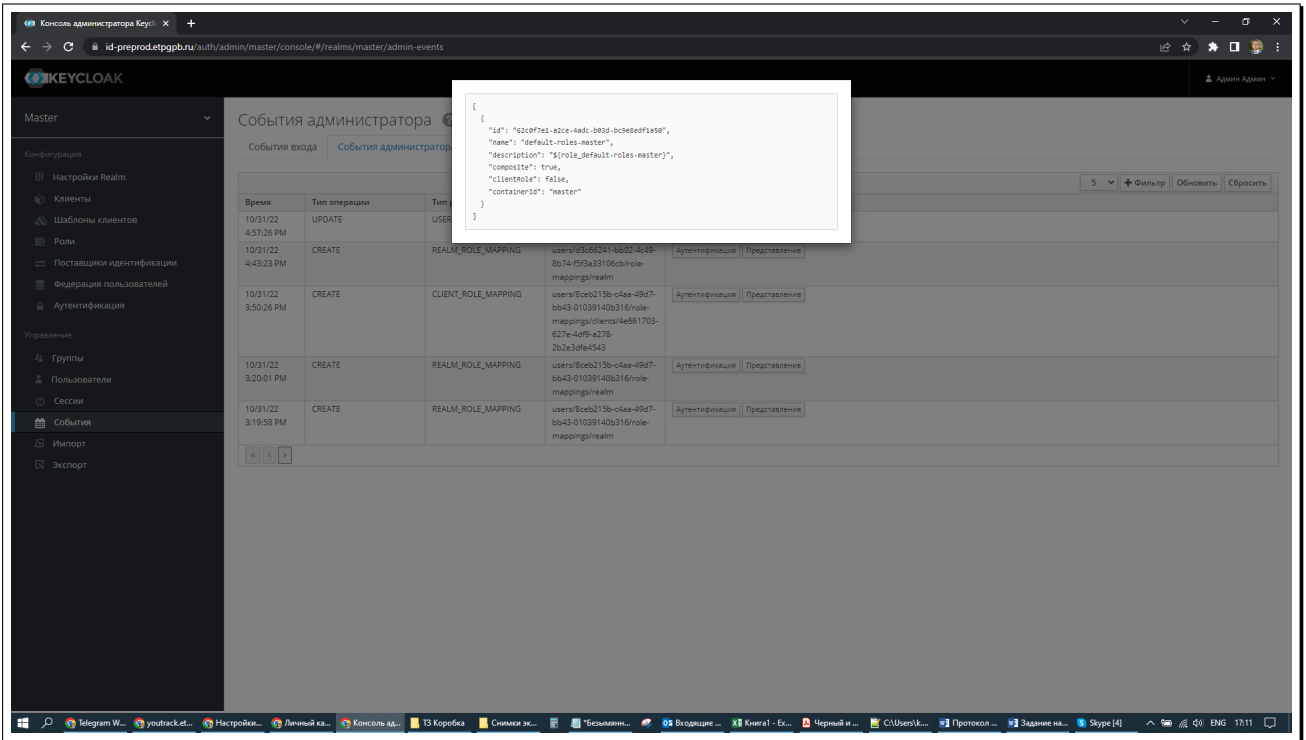 Консоль администратора Keycl
id-preprod.etpgpb.ru/auth/admin/master/console/#/realms/master/admin-events
KEYCLOAK
Админ Админ
Master
Конфигурация
Настройки Realm
Клиенты
Шаблоны клиентов
Роли
Поставщики идентификации
Федерация пользователей
Аутентификация
Управление
Группы
Пользователи
Сессии
События
Импорт
Экспорт
События администратора
События входа События администратор
[
{
"id": "62c0f7e1-a2ce-4adc-b03d-bc9e8edf1a50",
"name": "default-roles-master",
"description": "${role_default-roles-master}",
"composite": true,
"clientRole": false,
"containerId": "master"
}
]
5 Фильтр Обновить Сбросить
Время Тип операции Тип
10/31/22 UPDATE USER
4:57:26 PM
10/31/22 CREATE REALM_ROLE_MAPPING users/d3c66241-bb02-4c49- Аутентификация Представление
4:43:23 PM 8b74-f5f3a33106cb/role-
mappings/realm
10/31/22 CREATE CLIENT_ROLE_MAPPING users/8ceb215b-c4aa-49d7- Аутентификация Представление
3:50:26 PM bb43-01039140b316/role-
mappings/clients/4e661703-
627e-4df9-a278-
2b2e3dfe4543
10/31/22 CREATE REALM_ROLE_MAPPING users/8ceb215b-c4aa-49d7- Аутентификация Представление
3:20:01 PM bb43-01039140b316/role-
mappings/realm
10/31/22 CREATE REALM_ROLE_MAPPING users/8ceb215b-c4aa-49d7- Аутентификация Представление
3:19:58 PM bb43-01039140b316/role-
mappings/realm
Telegram W... youtrack.et... Настройки... Личный ка... Консоль ад... ТЗ Коробка Снимки эк... *Безымянн... Входящие ... Книга1 - Ex... Черный и ... C:\Users\k.... Протокол ... Задание на... Skype [4] ENG 17:11